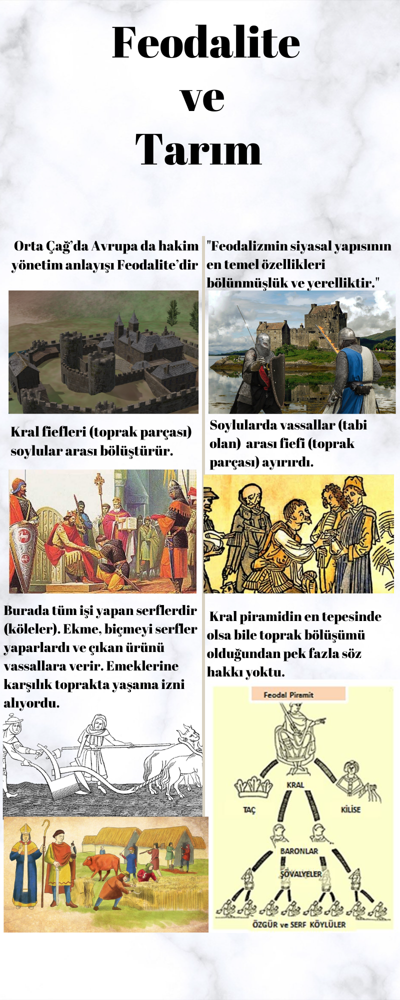 Feodalite
ve
Tarım
Orta Çağ’da Avrupa da hakim
yönetim anlayışı Feodalite’dir
"Feodalizmin siyasal yapısının
en temel özellikleri
bölünmüşlük ve yerelliktir."
Kral fiefleri (toprak parçası)
soylular arası bölüştürür.
Soylularda vassallar (tabi
olan) arası fiefi (toprak
parçası) ayırırdı.
Burada tüm işi yapan serflerdir
(köleler). Ekme, biçmeyi serfler
yaparlardı ve çıkan ürünü
vassallara verir. Emeklerine
karşılık toprakta yaşama izni
alıyordu.
Kral piramidin en tepesinde
olsa bile toprak bölüşümü
olduğundan pek fazla söz
hakkı yoktu.
Feodal Piramit
KRAL
TAÇ
KİLİSE
BARONLAR
ŞÖVALYELER
ÖZGÜR ve SERF KÖYLÜLER